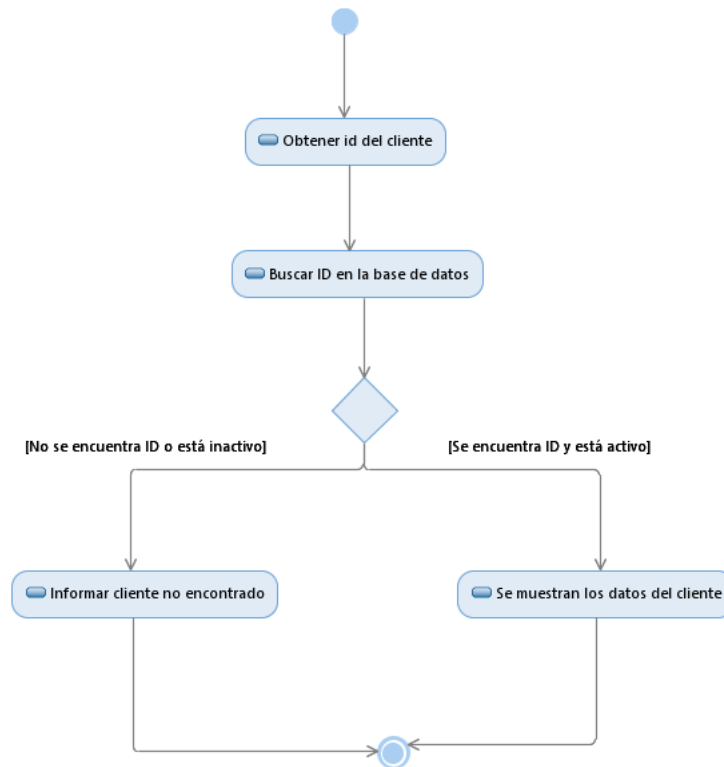 Obtener id del cliente
Buscar ID en la base de datos
[No se encuentra ID o está inactivo]
[Se encuentra ID y está activo]
Informar cliente no encontrado
Se muestran los datos del cliente